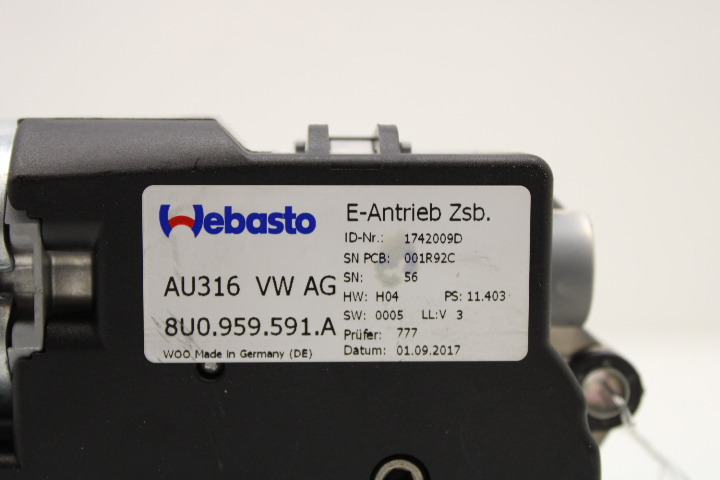 Webasto
E-Antrieb Zsb.
ID-Nr.: 1742009D
SN PCB: 001R92C
SN: 56
AU316 VW AG
HW: H04 PS: 11.403
SW: 0005 LL:V 3
8U0.959.591.A
Prüfer: 777
WOO Made in Germany (DE)
Datum: 01.09.2017